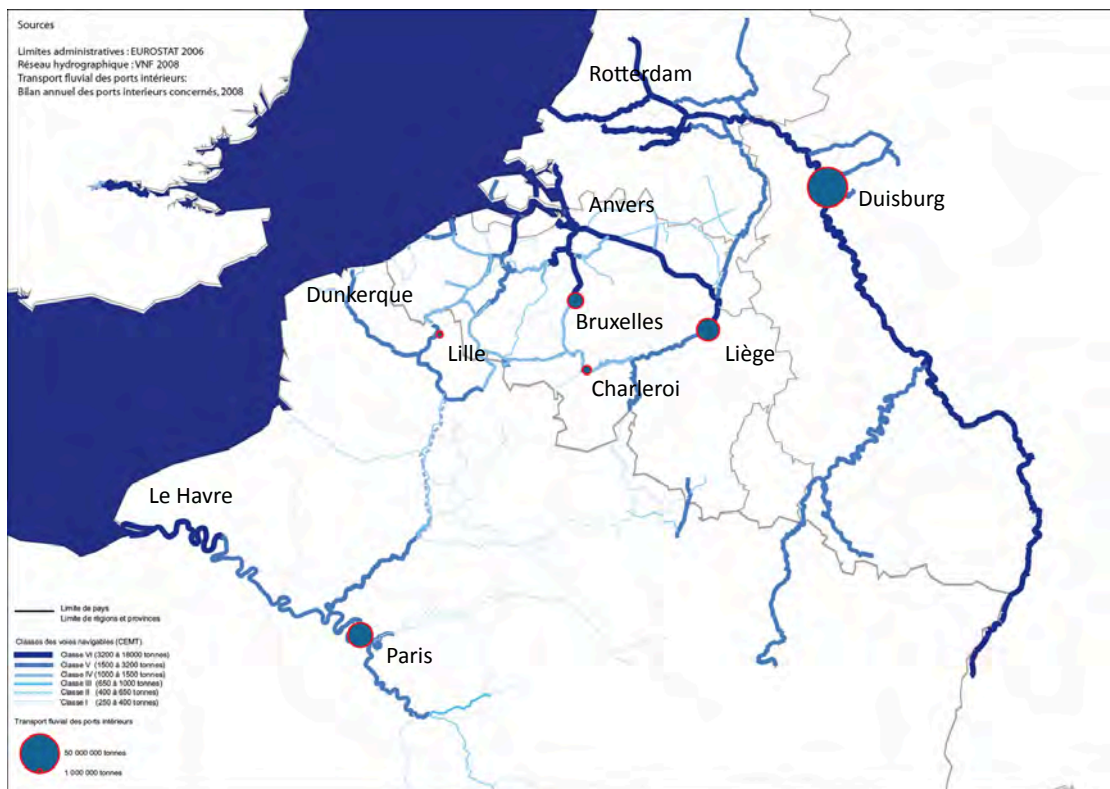 Sources
Limites administratives : EUROSTAT 2006
Réseau hydrographique : VNF 2008
Transport fluvial des ports intérieurs:
Bilan annuel des ports interieurs concernés, 2008
Rotterdam
Duisburg
Anvers
Dunkerque
Bruxelles
Lille
Liège
Charleroi
Le Havre
Paris
Limite de pays
Limite de régions et provinces
Classes des voies navigables (CEMT)
Classe VI (3200 à 18000 tonnes)
Classe V (1500 à 3200 tonnes)
Classe IV (1000 à 1500 tonnes)
Classe III (650 à 1000 tonnes)
Classe II (400 à 650 tonnes)
Classe I (250 à 400 tonnes)
Transport fluvial des ports intérieurs
50 000 000 tonnes
1 000 000 tonnes